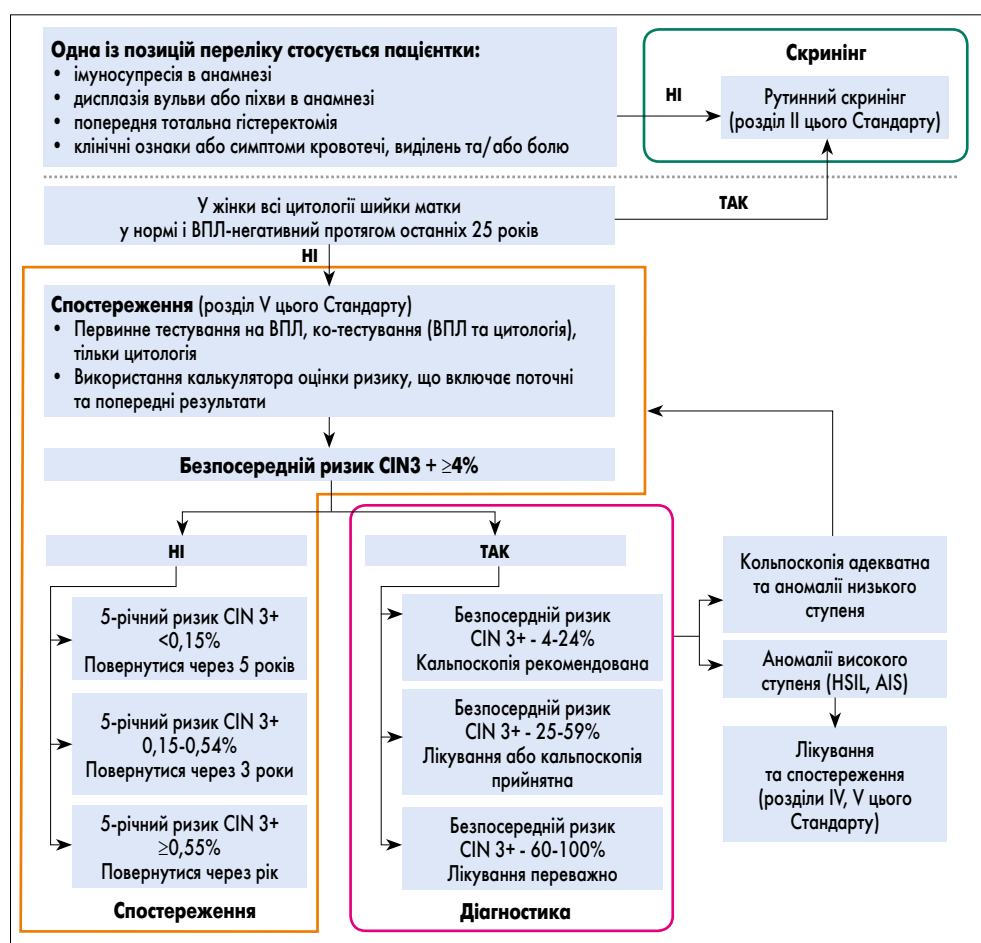 Одна із позицій переліку стосується пацієнтки:
• імуносупресія в анамнезі
• дисплазія вульви або піхви в анамнезі
• попередня тотальна гістеректомія
• клінічні ознаки або симптоми кровотечі, виділень та/або болю
НІ
Скринінг
Рутинний скринінг
(розділ II цього Стандарту)
У жінки всі цитології шийки матки
у нормі і ВПЛ-негативний протягом останніх 25 років
ТАК
НІ
Спостереження (розділ V цього Стандарту)
• Первинне тестування на ВПЛ, ко-тестування (ВПЛ та цитологія),
тільки цитологія
• Використання калькулятора оцінки ризику, що включає поточні
та попередні результати
Безпосередній ризик CIN3 + ≥4%
НІ
5-річний ризик CIN 3+
<0,15%
Повернутися через 5 років
5-річний ризик CIN 3+
0,15-0,54%
Повернутися через 3 роки
5-річний ризик CIN 3+
≥0,55%
Повернутися через рік
Спостереження
ТАК
Безпосердній ризик
CIN 3+ - 4-24%
Кальпоскопія рекомендована
Безпосердній ризик
CIN 3+ - 25-59%
Лікування або кальпоскопія
прийнятна
Безпосередній ризик
CIN 3+ - 60-100%
Лікування переважно
Діагностика
Кольпоскопія адекватна
та аномалії низького
ступеня
Аномалії високого
ступеня (HSIL, AIS)
Лікування
та спостереження
(розділи IV, V цього
Стандарту)